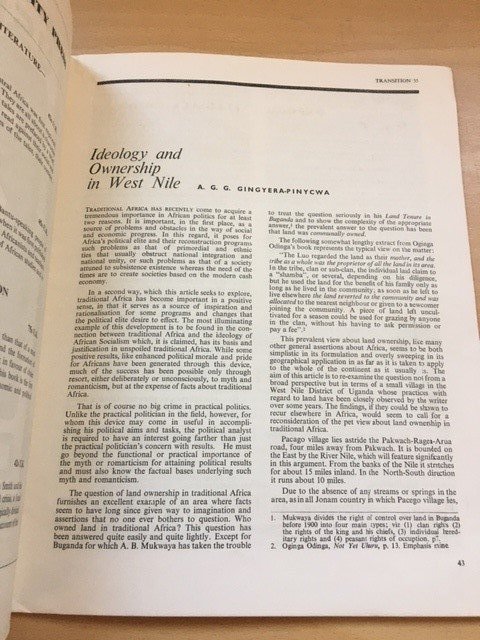 TRANSITION 35
Ideology and
Ownership
in West Nile
A. G. G. GINGYERA-PINYCWA
TRADITIONAL AFRICA HAS RECENTLY come to acquire a
tremendous importance in African politics for at least
two reasons. It is important, in the first place, as a
source of problems and obstacles in the way of social
and economic progress. In this regard, it poses for
Africa's political elite and their reconstruction programs
such problems as that of primordial and ethnic
ties that usually obstruct national integration and
national unity, or such problems as that of a society
attuned to subsistence whereas the need of the
times are to create societies based on the modern cash
economy.
In a second way, which this article seeks to explore,
traditional Africa has become important in a positive
sense, in that it serves as a source of inspiration and
rationalisation for some programs and changes that
the political elite desire to effect. The most illuminating
example of this development is to be found in the con-
nection between traditional Africa and the ideology of
African Socialism which, it is claimed, has its basis and
justification in unspoiled traditional Africa. While some
positive results, like enhanced political morale and pride
for Africans have been generated through this device,
much of the success has been possible only through
resort, either deliberately or unconsciously, to myth and
romanticism, but at the expense of facts about traditional
Africa.
That is of course no big crime in practical politics.
Unlike the practical politician in the field, however, for
whom this device may come in useful in accompli-
shing his political aims and tasks, the political analyst
is required to have an interest going farther than just
the practical politician's concern with results. He must
go beyond the functional or practical importance of
the myth or romanticism for attaining political results
and must also know the factual bases underlying such
myth and romanticism.
The question of land ownership in traditional Africa
furnishes an excellent example of an area where facts
seem to have long since given way to imagination and
assertions that no one ever bothers to question. Who
owned land in traditional Africa? This question has
been answered quite easily and quite lightly. Except for
Buganda for which A. B. Mukwaya has taken the trouble
to treat the question seriously in his Land Tenure in
Buganda and to show the complexity of the appropriate
answer,¹ the prevalent answer to the question has been
that land was communally owned.
The following somewhat lengthy extract from Oginga
Odinga's book represents the typical view on the matter:
"The Luo regarded the land as their mother, and the
tribe as a whole was the proprietor of all the land in its area.
In the tribe, clan or sub-clan, the individual laid claim to
a "shamba", or several, depending on his diligence,
but he used the land for the benefit of his family only as
long as he lived in the community; as soon as he left to
live elsewhere the land reverted to the community and was
allocated to the nearest neighbour or given to a newcomer
joining the community. A piece of land left uncul-
tivated for a season could be used for grazing by anyone
in the clan, without his having to ask permission or
pay a fee".²
This prevalent view about land ownership, like many
other general assertions about Africa, seems to be both
simplistic in its formulation and overly sweeping in its
geographical application in as far as it is taken to apply
to the whole of the continent as it usually is. The
aim of this article is to re-examine the question not from a
broad perspective but in terms of a small village in the
West Nile District of Uganda whose practices with
regard to land have been closely observed by the writer
over some years. The findings, if they could be shown to
occur elsewhere in Africa, would seem to call for a
reconsideration of the pet view about land ownership in
traditional Africa.
Pacego village lies astride the Pakwach-Ragea-Arua
road, four miles away from Pakwach. It is bounded on
the East by the River Nile, which will feature significantly
in this argument. From the banks of the Nile it stretches
for about 15 miles inland. In the North-South direction
it runs about 10 miles.
Due to the absence of any streams or springs in the
area, as in all Jonam country in which Pacego village lies,
1. Mukwaya divides the right of control over land in Buganda
before 1900 into four main types; viz (1) clan rights (2)
the rights of the king and his chiefs, (3) individual hered-
itary rights and (4) peasant rights of occupation, p7.
2. Oginga Odinga, Not Yet Uhuru, p. 13. Emphasis mine
43